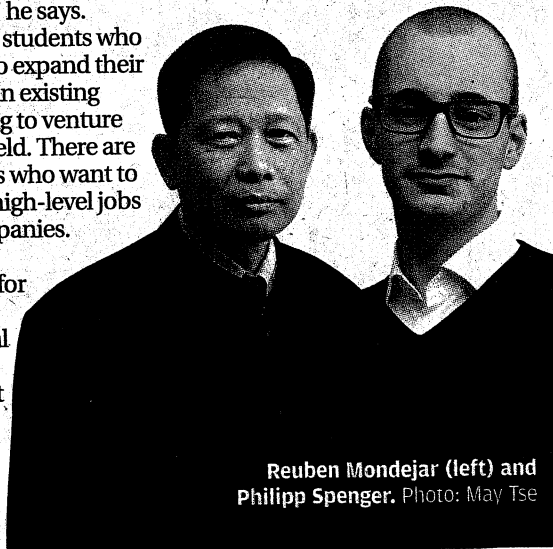 he says.
students who
o expand their
n existing
g to venture
eld. There are
s who want to
high-level jobs
panies.
for
al
t
Reuben Mondejar (left) and
Philipp Spenger. Photo: May Tse